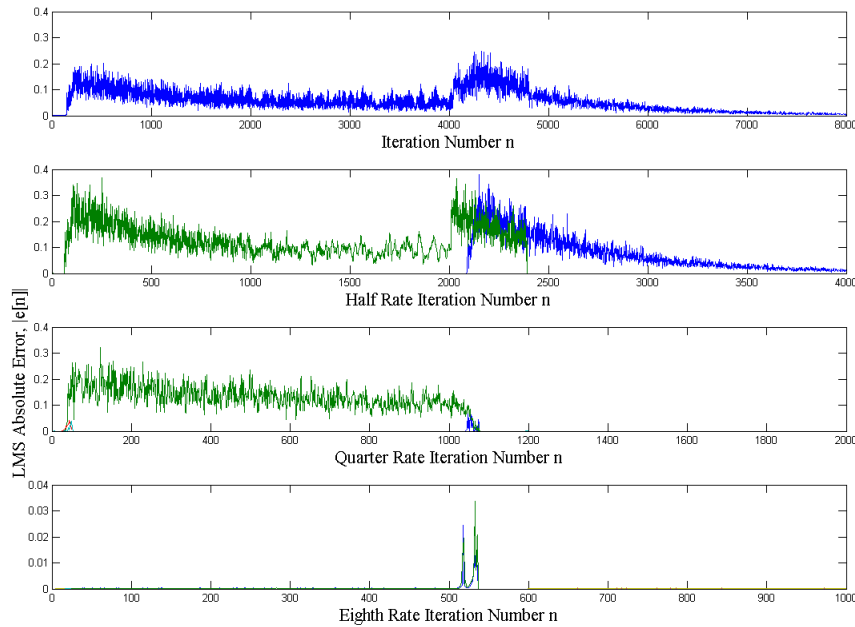 0.4
0.3
0.2
0.1
0
1000 2000 3000 4000 5000 6000 7000 8000
Iteration Number n
0.4
0.3
0.2
0.1
0
0 500 1000 1500 2000 2500 3000 3500 4000
Half Rate Iteration Number n
0.4
0.3
0.2
0.1
0
0 200 400 600 800 1000 1200 1400 1600 1800 2000
Quarter Rate Iteration Number n
0.04
0.03
0.02
0.01
0
0 100 200 300 400 500 600 700 800 900 1000
Eighth Rate Iteration Number n
LMS Absolute Error, |e[n]|